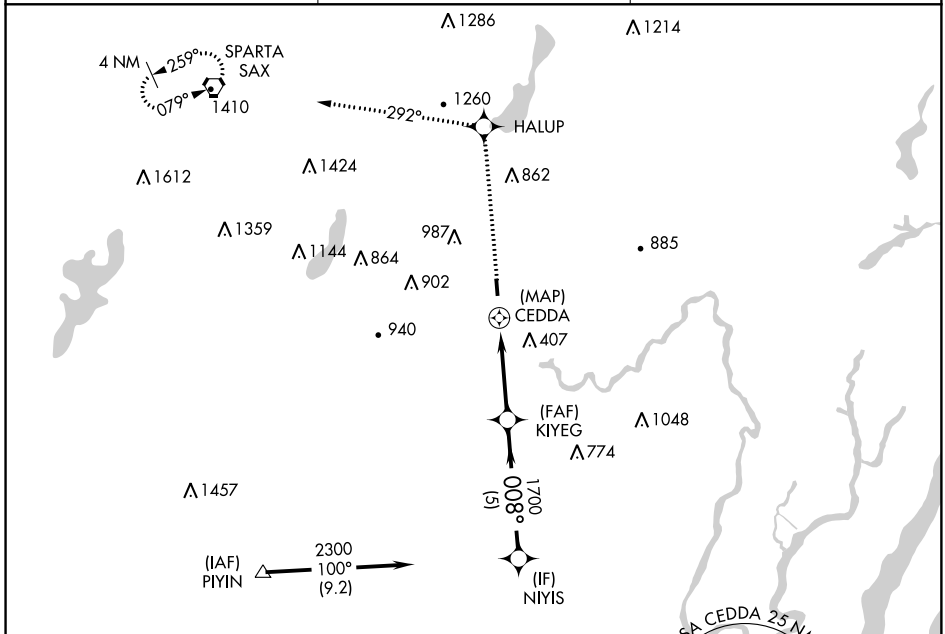 1286
1214
4 NM
259°
SPARTA
SAX
079°
1410
292°
1260
HALUP
1612
1424
862
1359
987
1144
864
885
902
(MAP)
CEDDA
940
407
(FAF)
KIYEG
1048
774
1457
1700
008°
(5)
(IAF)
PIYIN
2300
100°
(9.2)
(IF)
NIYIS
SA CEDDA 25 N